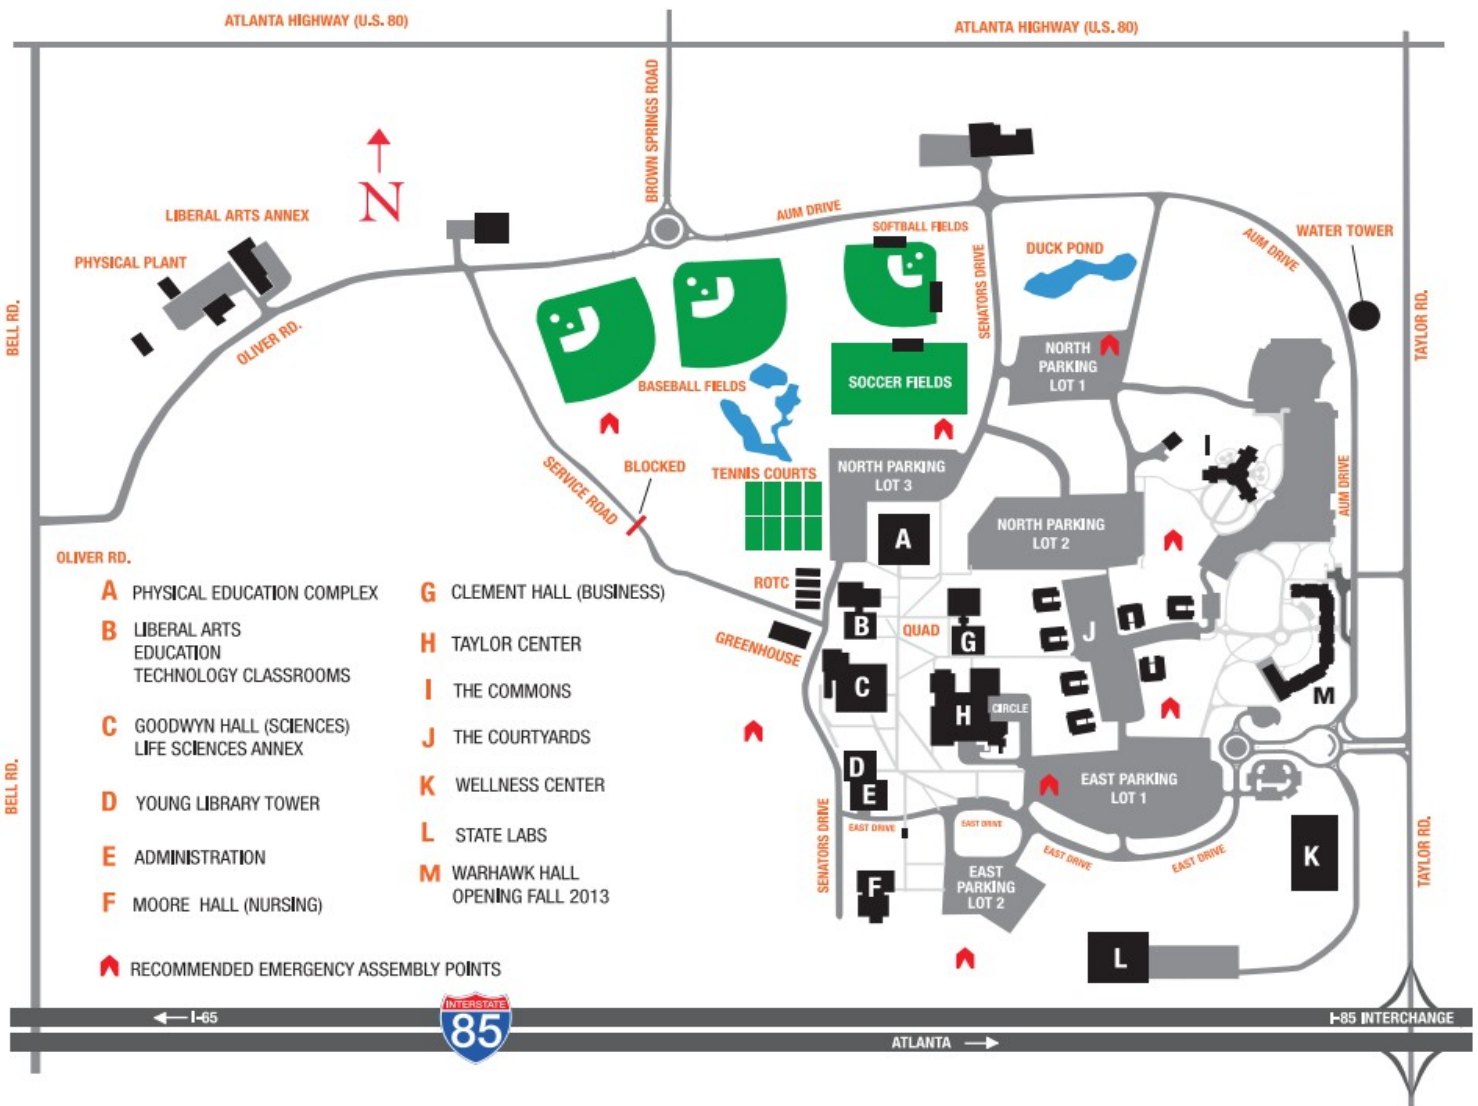 ATLANTA HIGHWAY (U.S. 80)
ATLANTA HIGHWAY (U.S. 80)
BROWN SPRINGS ROAD
N
LIBERAL ARTS ANNEX
PHYSICAL PLANT
OLIVER RD.
BELL RD.
AUM DRIVE
SOFTBALL FIELDS
SENATORS DRIVE
DUCK POND
AUM DRIVE
WATER TOWER
TAYLOR RD.
NORTH
PARKING
LOT 1
BASEBALL FIELDS
SOCCER FIELDS
SERVICE ROAD
BLOCKED
TENNIS COURTS
NORTH PARKING
LOT 3
I
AUM DRIVE
NORTH PARKING
LOT 2
A
OLIVER RD.
ROTC
GREENHOUSE
B
QUAD
G
J
C
H
CIRCLE
M
D
E
EAST PARKING
LOT 1
SENATORS DRIVE
EAST DRIVE
EAST DRIVE
EAST DRIVE
EAST DRIVE
K
F
EAST
PARKING
LOT 2
L
BELL RD.
TAYLOR RD.
A PHYSICAL EDUCATION COMPLEX
B LIBERAL ARTS
EDUCATION
TECHNOLOGY CLASSROOMS
C GOODWYN HALL (SCIENCES)
LIFE SCIENCES ANNEX
D YOUNG LIBRARY TOWER
E ADMINISTRATION
F MOORE HALL (NURSING)
G CLEMENT HALL (BUSINESS)
H TAYLOR CENTER
I THE COMMONS
J THE COURTYARDS
K WELLNESS CENTER
L STATE LABS
M WARHAWK HALL
OPENING FALL 2013
RECOMMENDED EMERGENCY ASSEMBLY POINTS
I-65
INTERSTATE
85
I-85 INTERCHANGE
ATLANTA